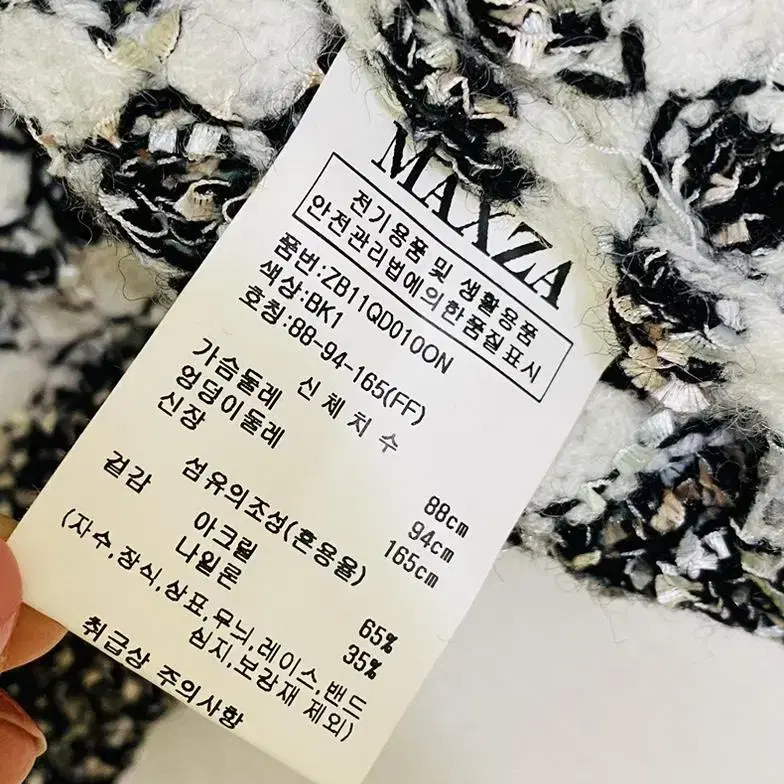 MAXZA
전기용품 및 생활용품
안전관리법에의한품질표시
품번:ZB11QD010ON
색상:BK1
호칭:88-94-165(FF)
신체치수
가슴둘레 88cm
엉덩이둘레 94cm
신장 165cm
섬유의조성(혼용율)
겉감
아크릴 65%
나일론 35%
(자수,장식,상표,무늬,레이스,밴드
심지,보강재 제외)
취급상 주의사항